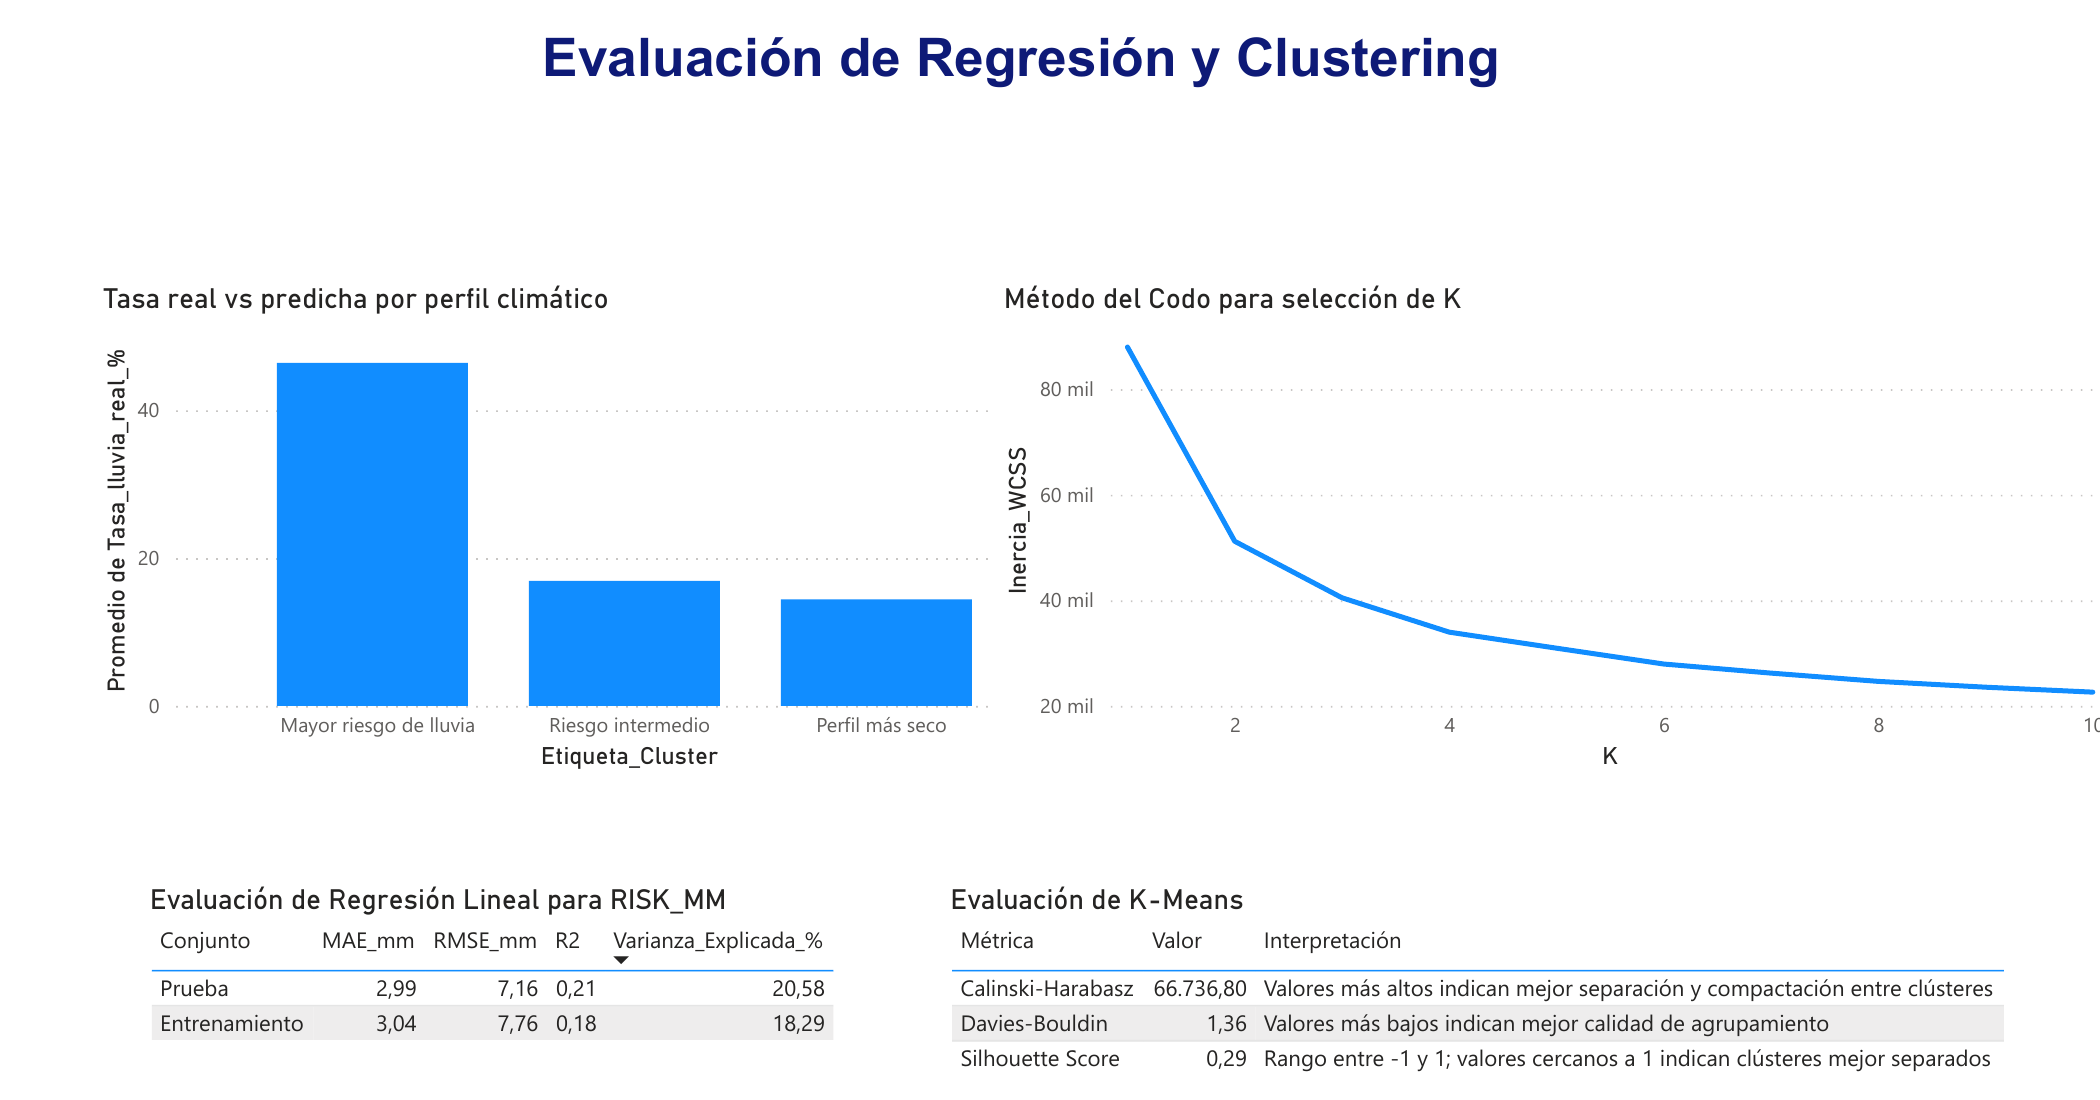 Evaluación de Regresión y Clustering
Tasa real vs predicha por perfil climático
Promedio de Tasa_lluvia_real_%
40
20
0
Mayor riesgo de lluvia
Riesgo intermedio
Perfil más seco
Etiqueta_Cluster
Método del Codo para selección de K
Inercia_WCSS
80 mil
60 mil
40 mil
20 mil
2
4
6
8
10
K
Evaluación de Regresión Lineal para RISK_MM
Conjunto MAE_mm RMSE_mm R2 Varianza_Explicada_%
Prueba 2,99 7,16 0,21 20,58
Entrenamiento 3,04 7,76 0,18 18,29
Evaluación de K-Means
Métrica Valor Interpretación
Calinski-Harabasz 66.736,80 Valores más altos indican mejor separación y compactación entre clústeres
Davies-Bouldin 1,36 Valores más bajos indican mejor calidad de agrupamiento
Silhouette Score 0,29 Rango entre -1 y 1; valores cercanos a 1 indican clústeres mejor separados